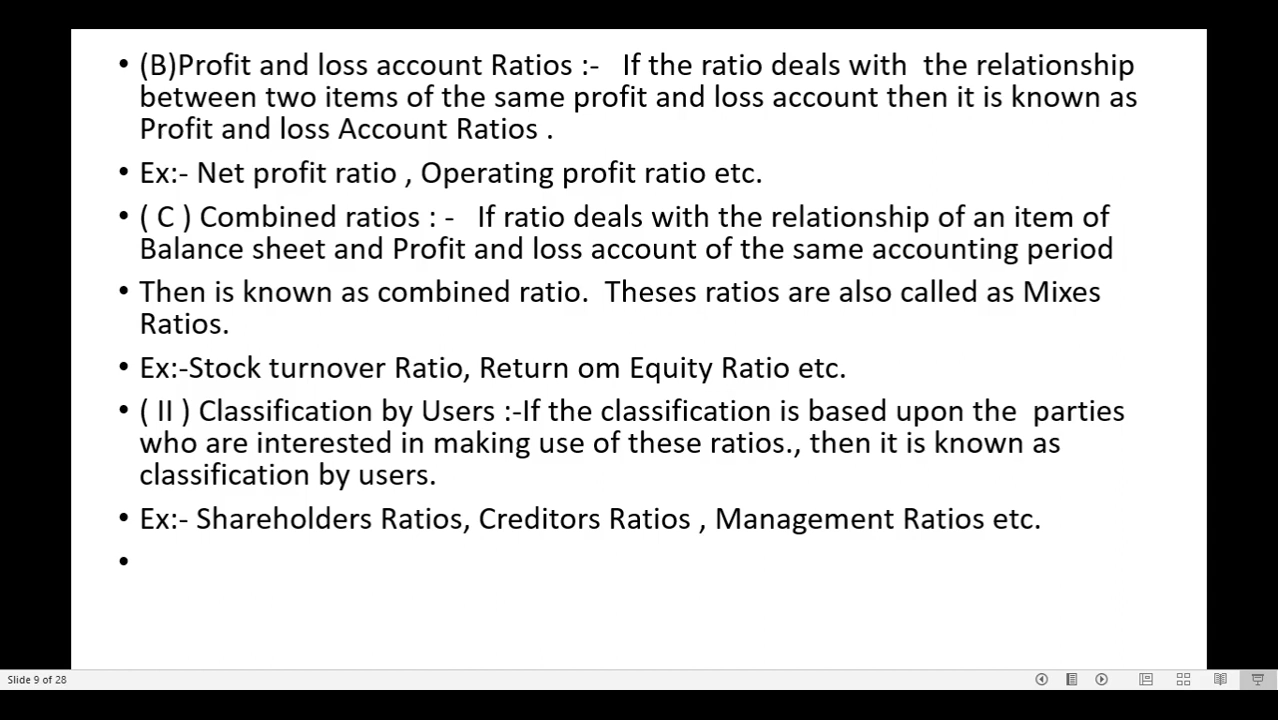 • (B)Profit and loss account Ratios :-   If the ratio deals with  the relationship
between two items of the same profit and loss account then it is known as
Profit and loss Account Ratios .
• Ex:- Net profit ratio , Operating profit ratio etc.
• ( C ) Combined ratios : -   If ratio deals with the relationship of an item of
Balance sheet and Profit and loss account of the same accounting period
• Then is known as combined ratio.  Theses ratios are also called as Mixes
Ratios.
• Ex:-Stock turnover Ratio, Return om Equity Ratio etc.
• ( II ) Classification by Users :-If the classification is based upon the  parties
who are interested in making use of these ratios., then it is known as
classification by users.
• Ex:- Shareholders Ratios, Creditors Ratios , Management Ratios etc.
•
Slide 9 of 28